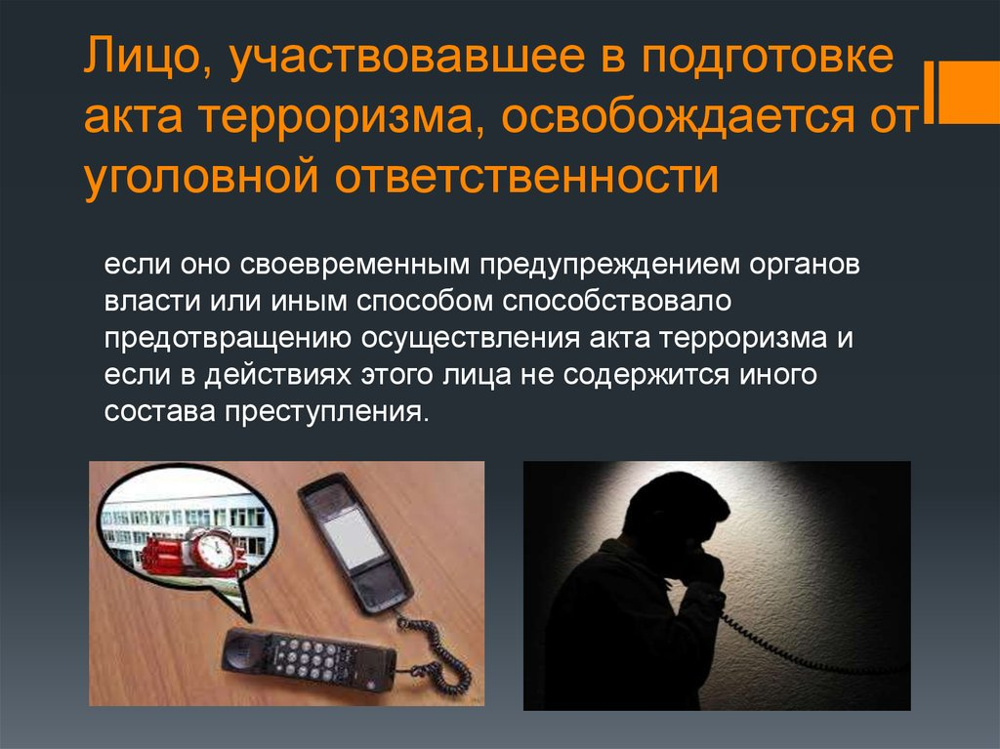 Лицо, участвовавшее в подготовке
акта терроризма, освобождается от
уголовной ответственности
если оно своевременным предупреждением органов
власти или иным способом способствовало
предотвращению осуществления акта терроризма и
если в действиях этого лица не содержится иного
состава преступления.